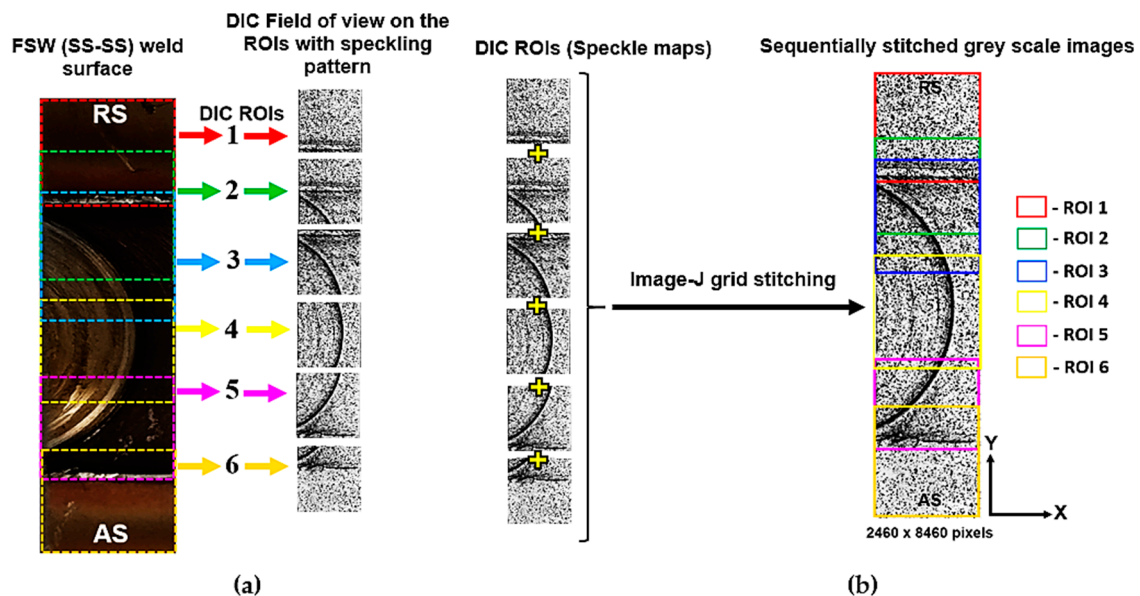 FSW (SS-SS) weld
surface
DIC Field of view on the
ROIs with speckling
pattern
DIC ROIs (Speckle maps)
Sequentially stitched grey scale images
RS
DIC ROIs
1
2
3
4
5
6
AS
Image-J grid stitching
RS
AS
2460 x 8460 pixels
- ROI 1
- ROI 2
- ROI 3
- ROI 4
- ROI 5
- ROI 6
Y
X
(a)
(b)